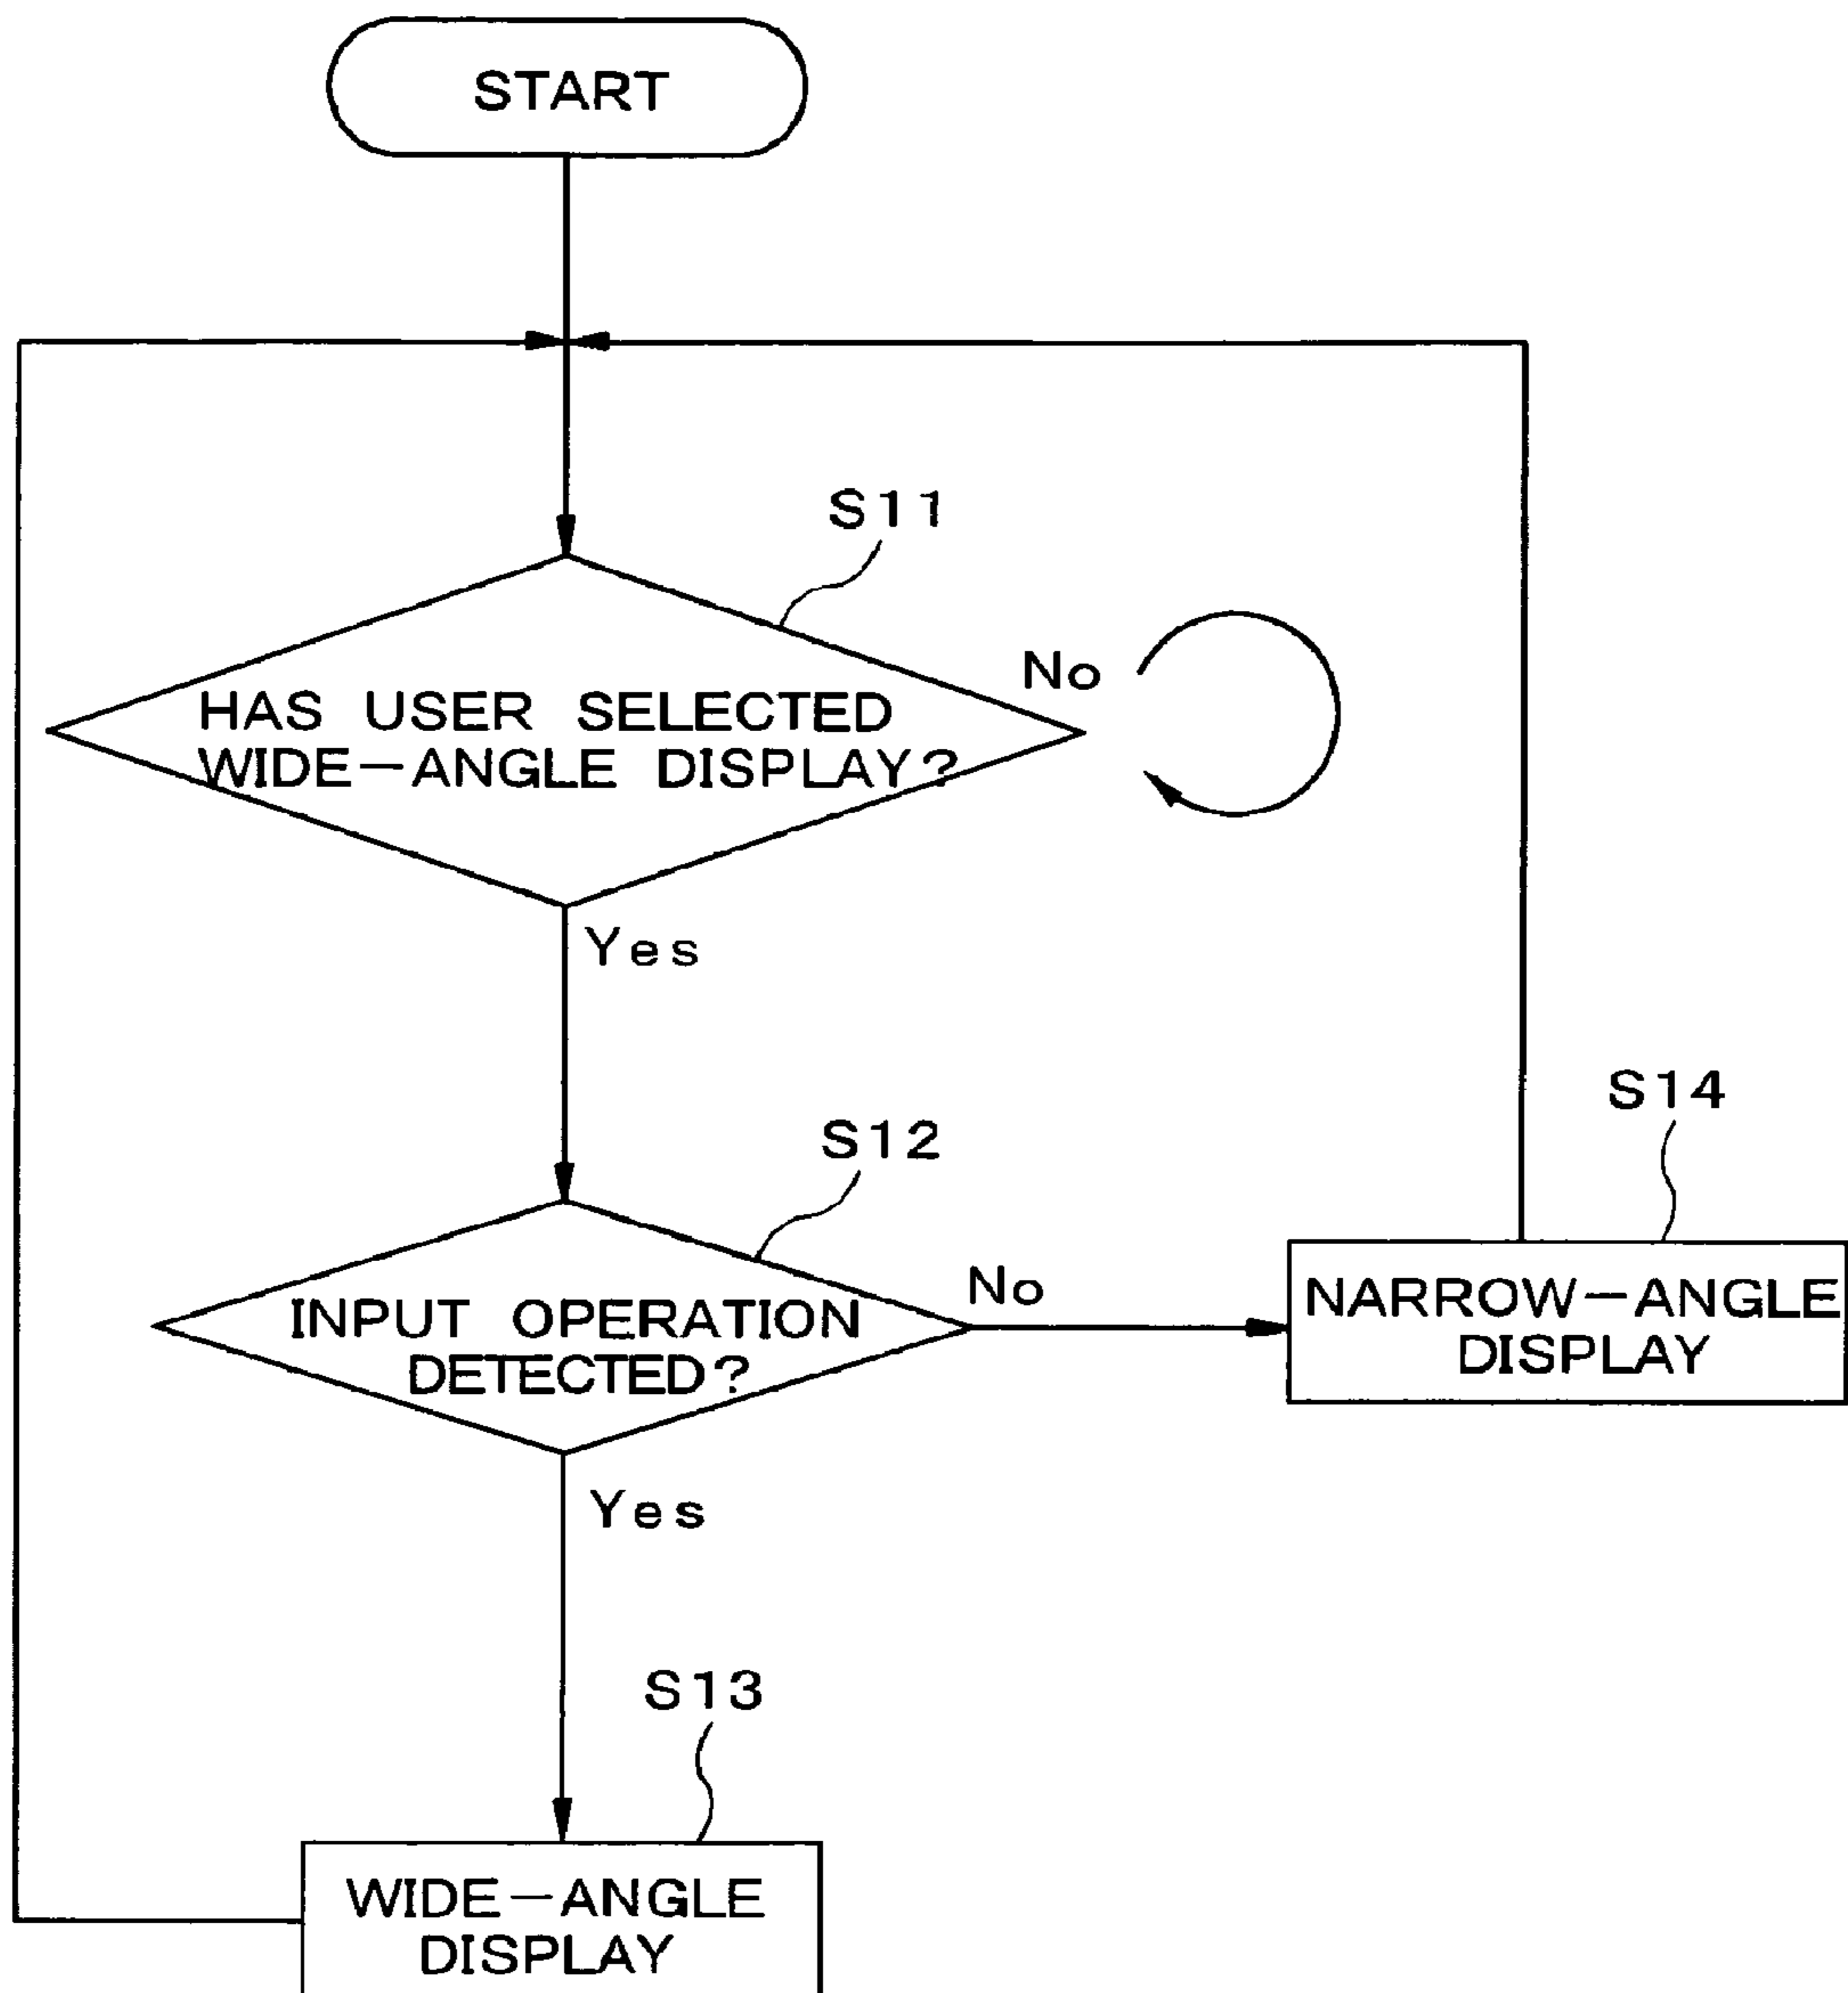 START
S11
No
HAS USER SELECTED
WIDE-ANGLE DISPLAY?
Yes
S14
S12
No
INPUT OPERATION
DETECTED?
NARROW-ANGLE
DISPLAY
Yes
S13
WIDE-ANGLE
DISPLAY